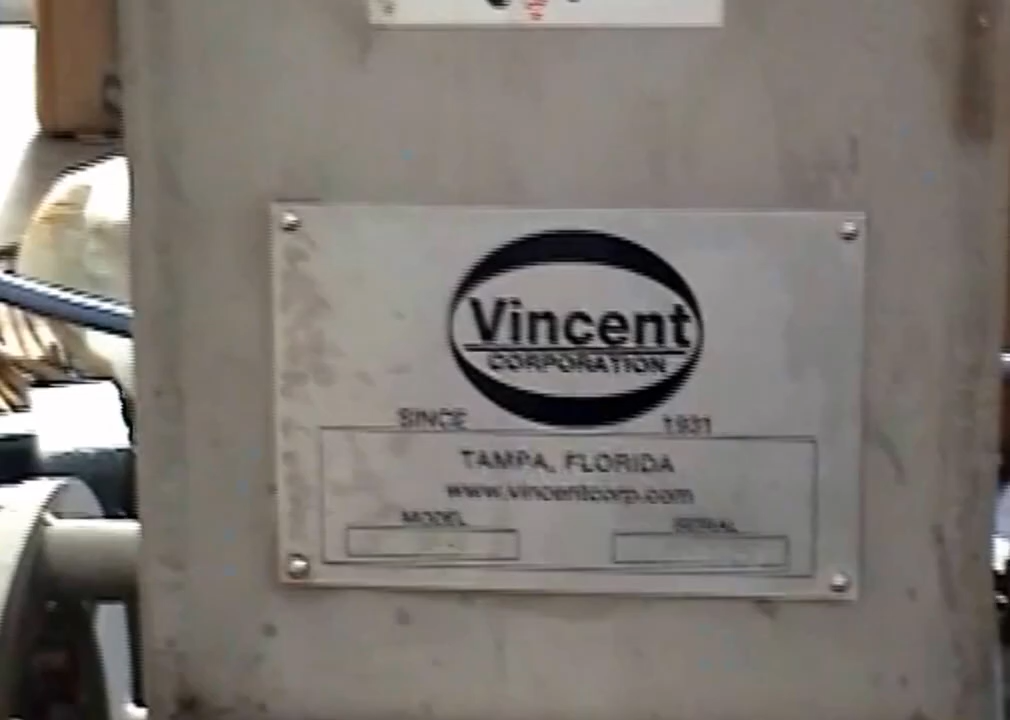 Vincent
CORPORATION
SINCE 1931
TAMPA, FLORIDA
www.vincentcorp.com
MODEL SERIAL